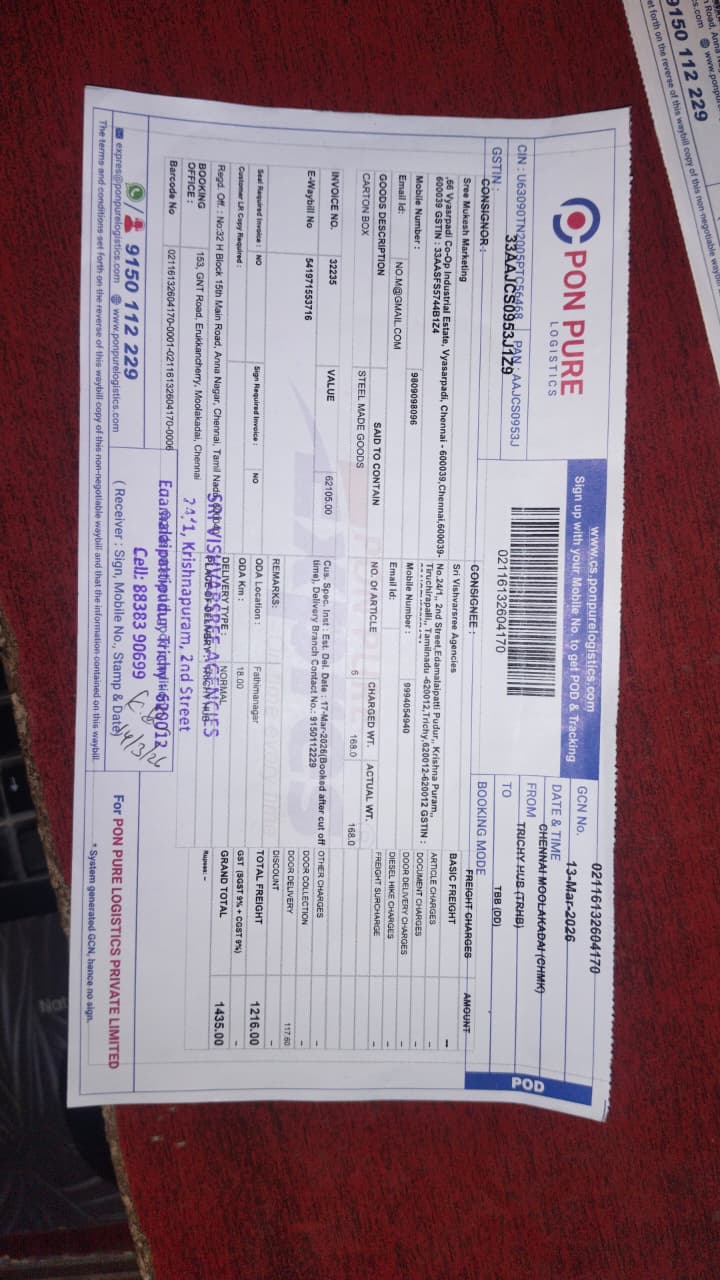 PON PURE
LOGISTICS
CIN : U63090TN2005PTC56468 PAN : AAJCS0953J
GSTIN : 33AAJCS0953J1Z9
www.cs.ponpurelogistics.com
Sign up with your Mobile No. to get POD & Tracking
02116132604170
GCN No. 02116132604170
DATE & TIME 13-Mar-2026
FROM CHENNAI MOOLAKADAI (CHMK)
TO TRICHY HUB (TRHB)
BOOKING MODE TBB (DD)
POD
CONSIGNOR :
Sree Mukesh Marketing
,66 Vyasrpadi Co-Op Industrial Estate, Vyasarpadi, Chennai - 600039,Chennai,600039-
600039 GSTIN : 33AASFS5744B1Z4
Mobile Number : 9809098096
Email Id: NO.M@GMAIL.COM
CONSIGNEE :
Sri Vishvarsree Agencies
No.24/1,, 2nd Street,Edamalaipatti Pudur,, Krishna Puram,,
Tiruchirapalli,, Tamilnadu -620012,Trichy,620012-620012 GSTIN :
Mobile Number : 9994054940
Email Id:
GOODS DESCRIPTION SAID TO CONTAIN NO. Of ARTICLE CHARGED WT. ACTUAL WT.
CARTON BOX STEEL MADE GOODS 6 168.0 168.0
INVOICE NO. 32235 VALUE 62105.00
E-Waybill No 541971553716
Cus. Spec. Inst : Est. Del. Date : 17-Mar-2026(Booked after cut off
time), Delivery Branch Contact No.: 9150112229
REMARKS:
Seal Required Invoice : NO Sign Required Invoice : NO
Customer LR Copy Required :
ODA Location : Fathimanagar
ODA Km : 18.00
Regd. Off. : No:32 H Block 15th Main Road, Anna Nagar, Chennai, Tamil Nadu
DELIVERY TYPE : NORMAL
BOOKING OFFICE : 153, GNT Road, Erukkancherry, Moolakadai, Chennai
Barcode No 02116132604170-0001-02116132604170-0006
FREIGHT CHARGES AMOUNT
BASIC FREIGHT --
ARTICLE CHARGES -
DOCUMENT CHARGES -
DOOR DELIVERY CHARGES -
DIESEL HIKE CHARGES -
FREIGHT SURCHARGE -
OTHER CHARGES -
DOOR COLLECTION -
DOOR DELIVERY 117.60
DISCOUNT -
TOTAL FREIGHT 1216.00
GST (SGST 9% + CGST 9%) -
GRAND TOTAL 1435.00
Rupees: -
SRI VISHVARSREE AGENCIES
24/1, Krishnapuram, 2nd Street
Edamalaipattipudur, Trichy - 620012
Cell: 88383 90699
14/3/26
( Receiver : Sign, Mobile No., Stamp & Date)
/ 9150 112 229
expres@ponpurelogistics.com www.ponpurelogistics.com
For PON PURE LOGISTICS PRIVATE LIMITED
The terms and conditions set forth on the reverse of this waybill copy of this non-negotiable waybill and that the information contained on this waybill.
* System generated GCN, hence no sign.
9150 112 229